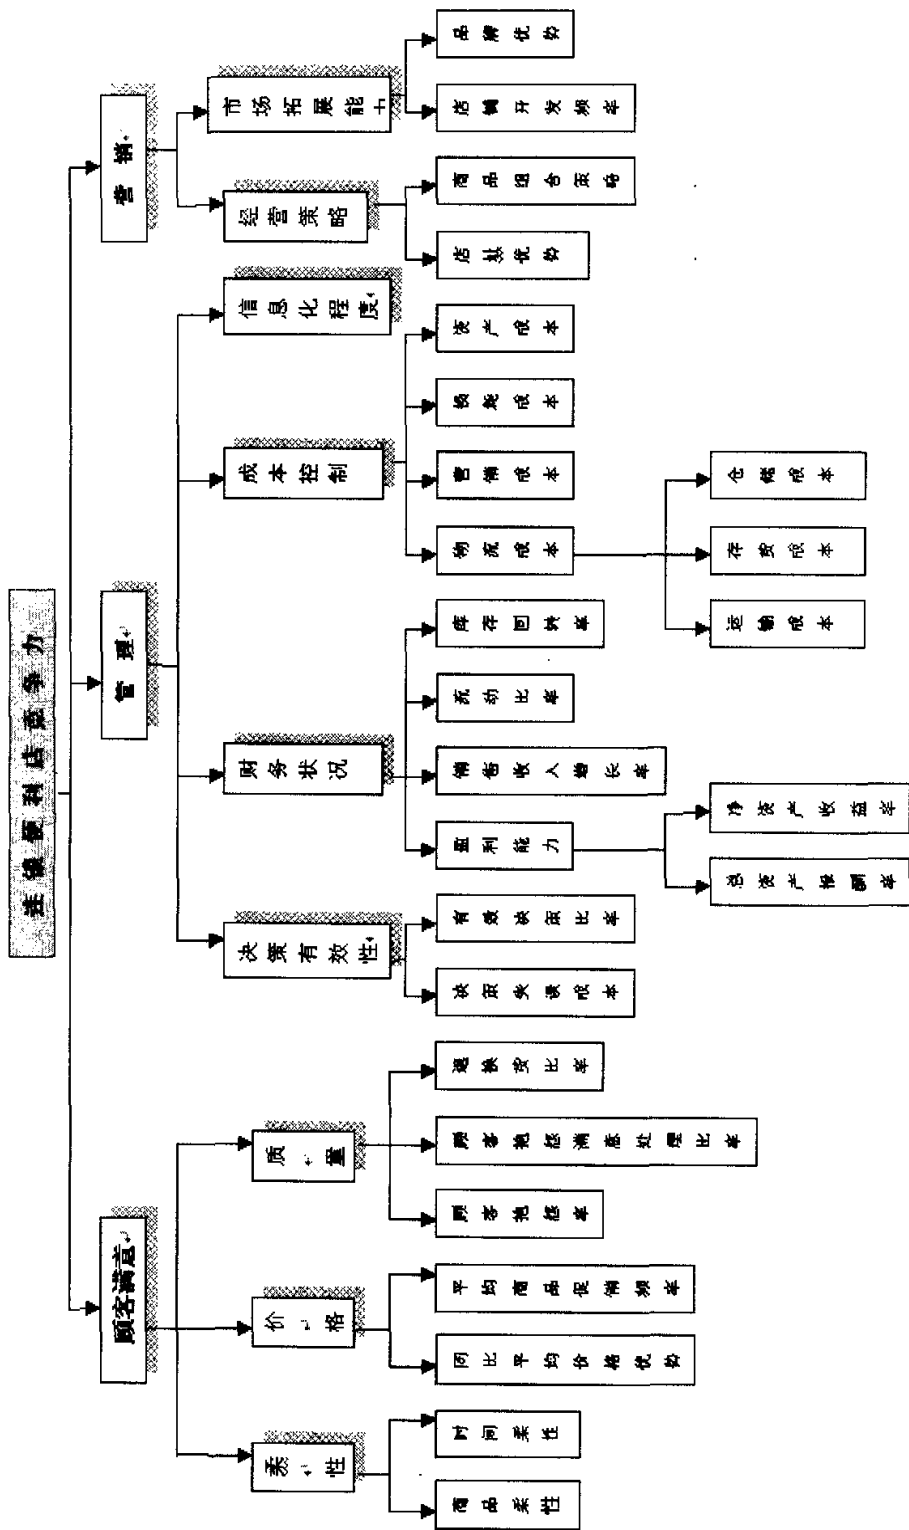 连锁便利店竞争力
顾客满意
管理
营销
柔性
价格
质量
决策有效性
财务状况
成本控制
信息化程度
经营策略
市场拓展能力
商品柔性
时间柔性
同比平均价格优势
平均商品促销频率
顾客抱怨率
顾客抱怨满意处理比率
退换货比率
决策失误成本
有效决策比率
盈利能力
销售收入增长率
流动比率
库存回转率
物流成本
营销成本
损耗成本
资产成本
店址优势
商品组合策略
店铺开发频率
品牌优势
总资产报酬率
净资产收益率
运输成本
存货成本
仓储成本